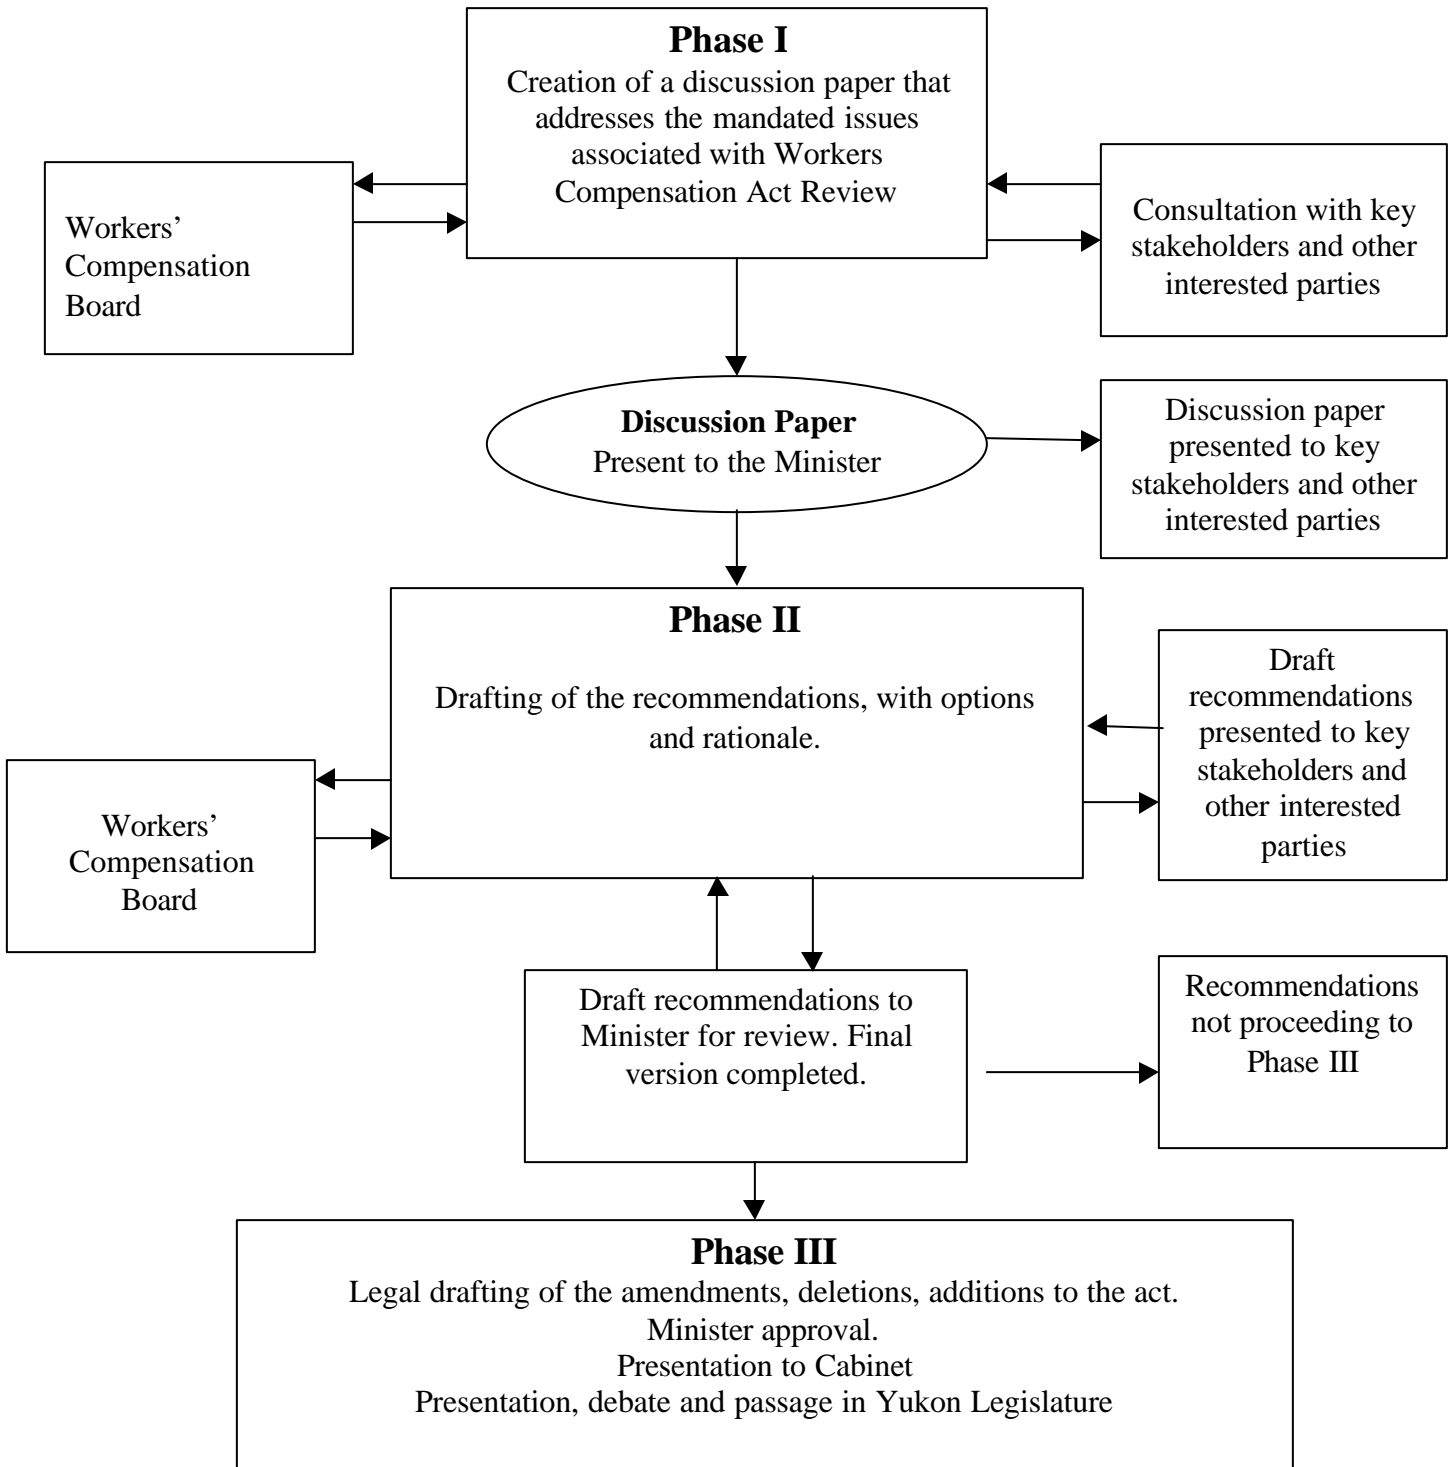 Phase I
Creation of a discussion paper that
addresses the mandated issues
associated with Workers
Compensation Act Review
Workers’
Compensation
Board
Consultation with key
stakeholders and other
interested parties
Discussion Paper
Present to the Minister
Discussion paper
presented to key
stakeholders and other
interested parties
Phase II
Drafting of the recommendations, with options
and rationale.
Draft
recommendations
presented to key
stakeholders and
other interested
parties
Workers’
Compensation
Board
Draft recommendations to
Minister for review. Final
version completed.
Recommendations
not proceeding to
Phase III
Phase III
Legal drafting of the amendments, deletions, additions to the act.
Minister approval.
Presentation to Cabinet
Presentation, debate and passage in Yukon Legislature